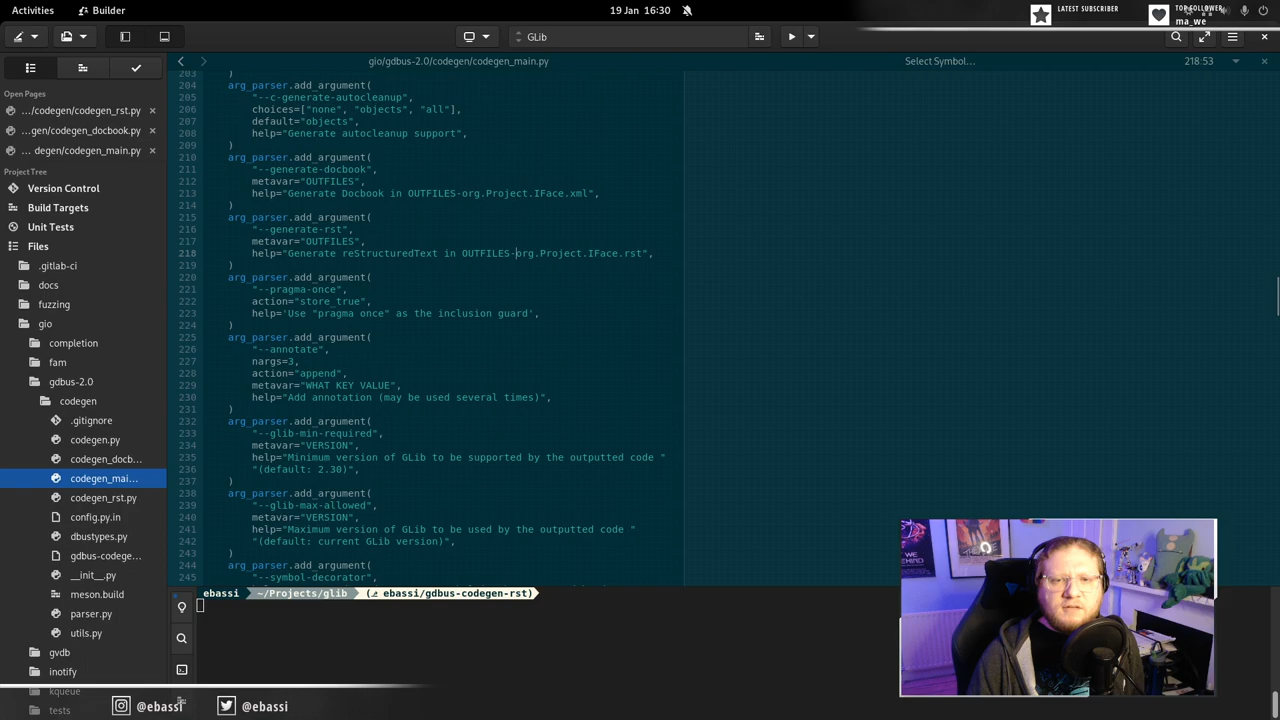 Activities
Builder
19 Jan 16:30
LATEST SUBSCRIBER
TOP FOLLOWER
ma_we
GLib
gio/gdbus-2.0/codegen/codegen_main.py
Select Symbol...
218:53
Open Pages
.../codegen/codegen_rst.py
...gen/codegen_docbook.py
... degen/codegen_main.py
Project Tree
Version Control
Build Targets
Unit Tests
Files
.gitlab-ci
docs
fuzzing
gio
completion
fam
gdbus-2.0
codegen
.gitignore
codegen.py
codegen_docb...
codegen_mai...
codegen_rst.py
config.py.in
dbustypes.py
gdbus-codege...
__init__.py
meson.build
parser.py
utils.py
gvdb
inotify
kqueue
tests
203 )
204 arg_parser.add_argument(
205 "--c-generate-autocleanup",
206 choices=["none", "objects", "all"],
207 default="objects",
208 help="Generate autocleanup support",
209 )
210 arg_parser.add_argument(
211 "--generate-docbook",
212 metavar="OUTFILES",
213 help="Generate Docbook in OUTFILES-org.Project.IFace.xml",
214 )
215 arg_parser.add_argument(
216 "--generate-rst",
217 metavar="OUTFILES",
218 help="Generate reStructuredText in OUTFILES-org.Project.IFace.rst",
219 )
220 arg_parser.add_argument(
221 "--pragma-once",
222 action="store_true",
223 help='Use "pragma once" as the inclusion guard',
224 )
225 arg_parser.add_argument(
226 "--annotate",
227 nargs=3,
228 action="append",
229 metavar="WHAT KEY VALUE",
230 help="Add annotation (may be used several times)",
231 )
232 arg_parser.add_argument(
233 "--glib-min-required",
234 metavar="VERSION",
235 help="Minimum version of GLib to be supported by the outputted code "
236 "(default: 2.30)",
237 )
238 arg_parser.add_argument(
239 "--glib-max-allowed",
240 metavar="VERSION",
241 help="Maximum version of GLib to be used by the outputted code "
242 "(default: current GLib version)",
243 )
244 arg_parser.add_argument(
245 "--symbol-decorator",
ebassi ~/Projects/glib ( ebassi/gdbus-codegen-rst)
@ebassi
@ebassi